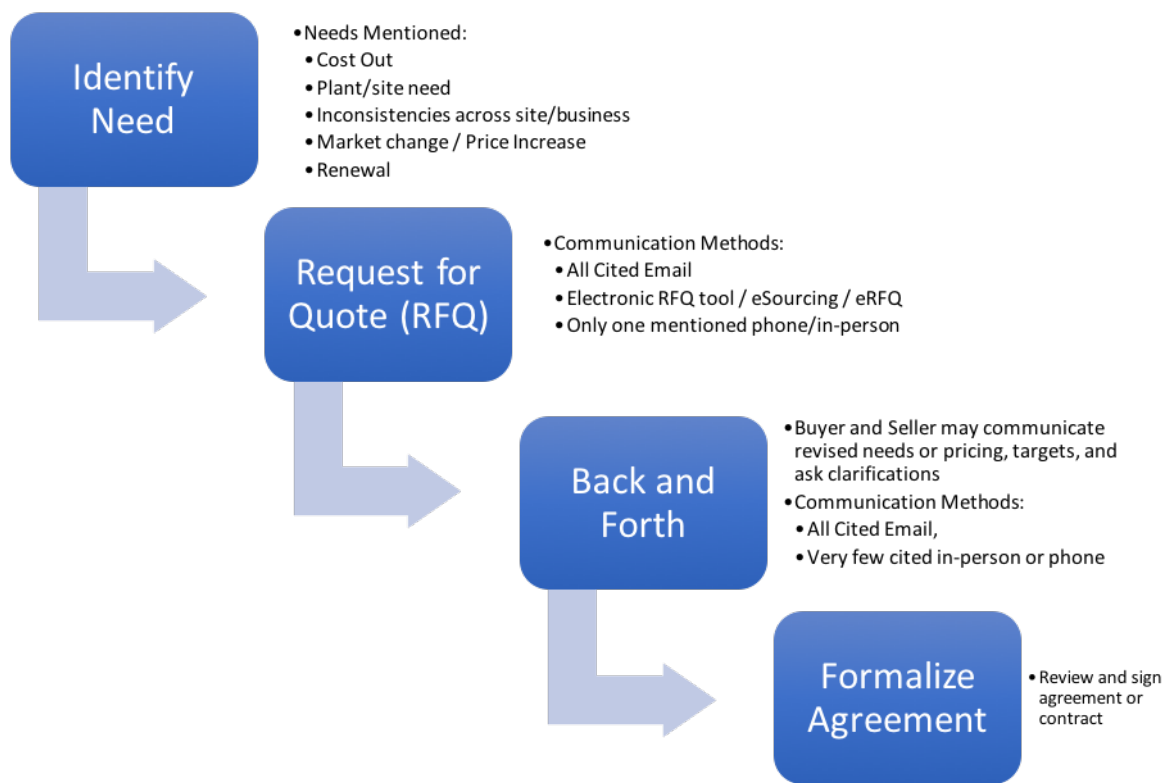 Identify
Need
•Needs Mentioned:
•Cost Out
•Plant/site need
•Inconsistencies across site/business
•Market change / Price Increase
•Renewal
Request for
Quote (RFQ)
•Communication Methods:
•All Cited Email
•Electronic RFQ tool / eSourcing / eRFQ
•Only one mentioned phone/in-person
Back and
Forth
•Buyer and Seller may communicate
revised needs or pricing, targets, and
ask clarifications
•Communication Methods:
•All Cited Email,
•Very few cited in-person or phone
Formalize
Agreement
•Review and sign
agreement or
contract